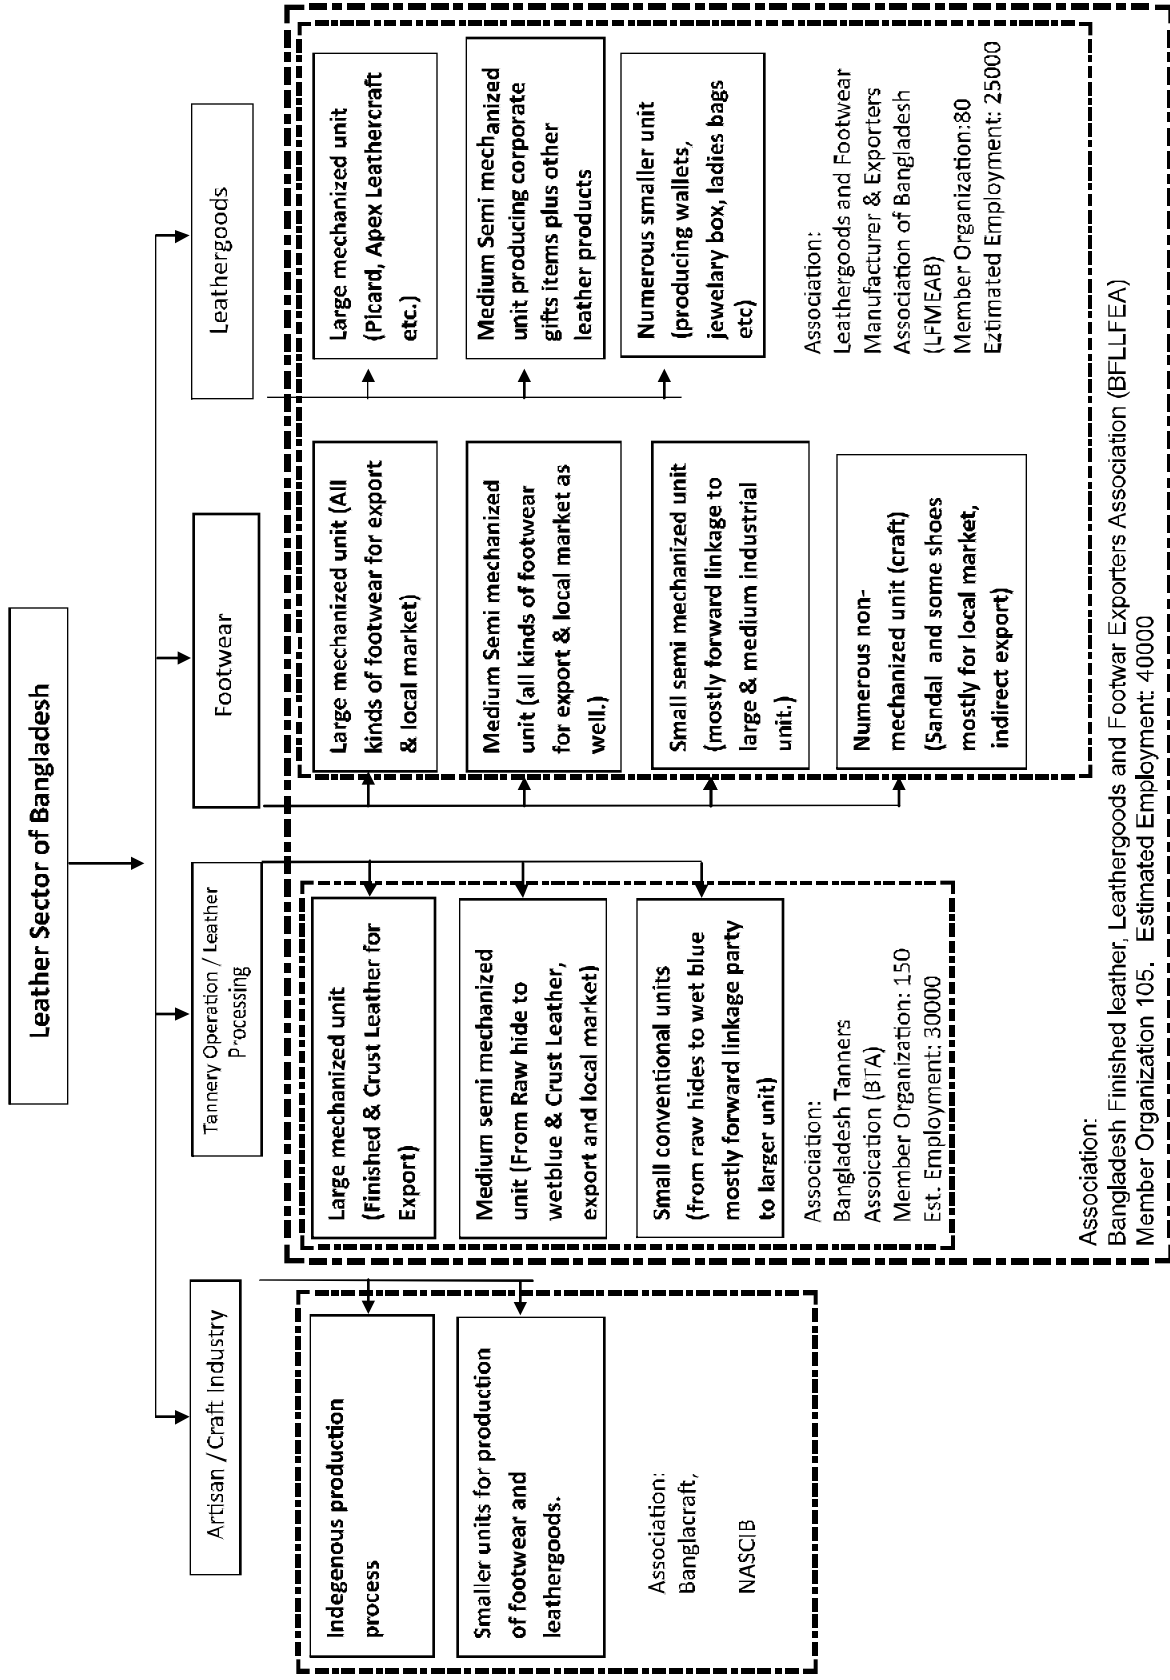 Leather Sector of Bangladesh
Artisan / Craft Industry
Tannery Operation / Leather
Processing
Footwear
Leathergoods
Indegenous production
process
Smaller units for production
of footwear and
leathergoods.
Association:
Banglacraft,
NASCIB
Large mechanized unit
(Finished & Crust Leather for
Export)
Medium semi mechanized
unit (From Raw hide to
wetblue & Crust Leather,
export and local market)
Small conventional units
(from raw hides to wet blue
mostly forward linkage party
to larger unit)
Association:
Bangladesh Tanners
Assoication (BTA)
Member Organization: 150
Est. Employment: 30000
Large mechanized unit (All
kinds of footwear for export
& local market)
Medium Semi mechanized
unit (all kinds of footwear
for export & local market as
well.)
Small semi mechanized unit
(mostly forward linkage to
large & medium industrial
unit.)
Numerous non-
mechanized unit (craft)
(Sandal and some shoes
mostly for local market,
indirect export)
Large mechanized unit
(Picard, Apex Leathercraft
etc.)
Medium Semi mechanized
unit producing corporate
gifts items plus other
leather products
Numerous smaller unit
(producing wallets,
jewelary box, ladies bags
etc)
Association:
Leathergoods and Footwear
Manufacturer & Exporters
Association of Bangladesh
(LFMEAB)
Member Organization:80
Eztimated Employment: 25000
Association:
Bangladesh Finished leather, Leathergoods and Footwar Exporters Association (BFLLFEA)
Member Organization 105. Estimated Employment: 40000